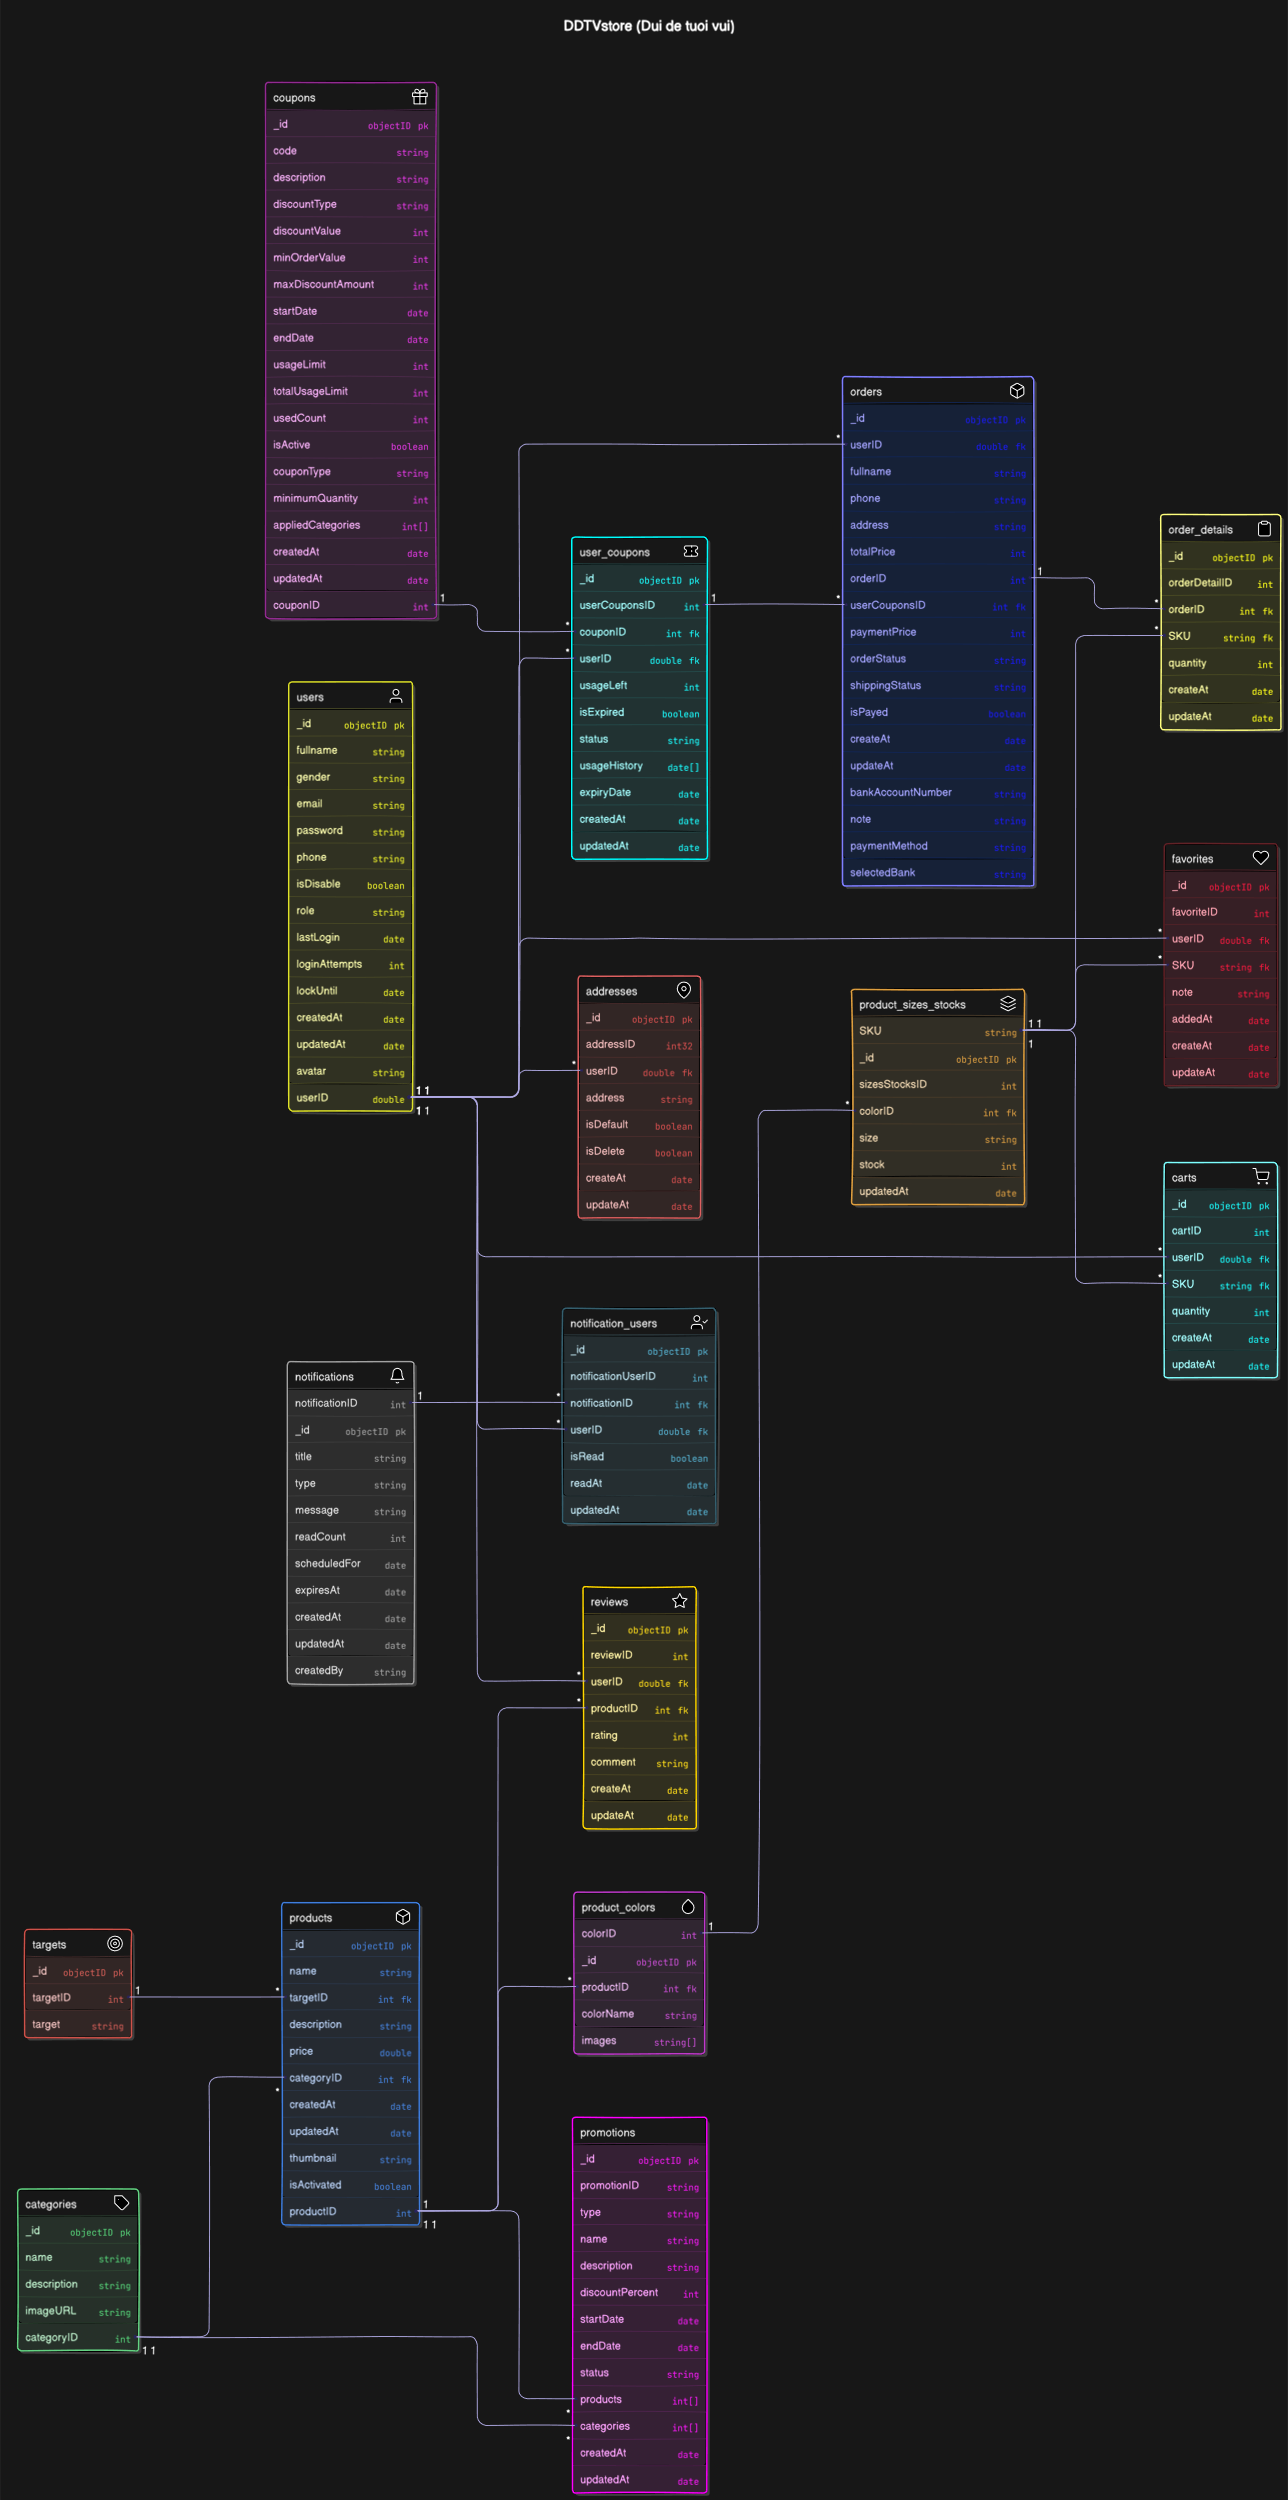 DDTVstore (Dui de tuoi vui)
coupons
_id objectID pk
code string
description string
discountType string
discountValue int
minOrderValue int
maxDiscountAmount int
startDate date
endDate date
usageLimit int
totalUsageLimit int
usedCount int
isActive boolean
couponType string
minimumQuantity int
appliedCategories int[]
createdAt date
updatedAt date
couponID int
1
users
_id objectID pk
fullname string
gender string
email string
password string
phone string
isDisable boolean
role string
lastLogin date
loginAttempts int
lockUntil date
createdAt date
updatedAt date
avatar string
userID double
1 1
1 1
user_coupons
_id objectID pk
userCouponsID int
1
couponID int fk
userID double fk
usageLeft int
isExpired boolean
status string
usageHistory date[]
expiryDate date
createdAt date
updatedAt date
orders
_id objectID pk
userID double fk
fullname string
phone string
address string
totalPrice int
orderID int
1
userCouponsID int fk
paymentPrice int
orderStatus string
shippingStatus string
isPayed boolean
createAt date
updateAt date
bankAccountNumber string
note string
paymentMethod string
selectedBank string
order_details
_id objectID pk
orderDetailID int
orderID int fk
SKU string fk
quantity int
createAt date
updateAt date
favorites
_id objectID pk
favoriteID int
userID double fk
SKU string fk
note string
addedAt date
createAt date
updateAt date
addresses
_id objectID pk
addressID int32
userID double fk
address string
isDefault boolean
isDelete boolean
createAt date
updateAt date
product_sizes_stocks
SKU string
1 1
1
_id objectID pk
sizesStocksID int
colorID int fk
size string
stock int
updatedAt date
carts
_id objectID pk
cartID int
userID double fk
SKU string fk
quantity int
createAt date
updateAt date
notification_users
_id objectID pk
notificationUserID int
notificationID int fk
userID double fk
isRead boolean
readAt date
updatedAt date
notifications
notificationID int
1
_id objectID pk
title string
type string
message string
readCount int
scheduledFor date
expiresAt date
createdAt date
updatedAt date
createdBy string
reviews
_id objectID pk
reviewID int
userID double fk
productID int fk
rating int
comment string
createAt date
updateAt date
products
_id objectID pk
name string
targetID int fk
description string
price double
categoryID int fk
createdAt date
updatedAt date
thumbnail string
isActivated boolean
productID int
1
1 1
product_colors
colorID int
1
_id objectID pk
productID int fk
colorName string
images string[]
targets
_id objectID pk
targetID int
1
target string
categories
_id objectID pk
name string
description string
imageURL string
categoryID int
1 1
promotions
_id objectID pk
promotionID string
type string
name string
description string
discountPercent int
startDate date
endDate date
status string
products int[]
categories int[]
createdAt date
updatedAt date